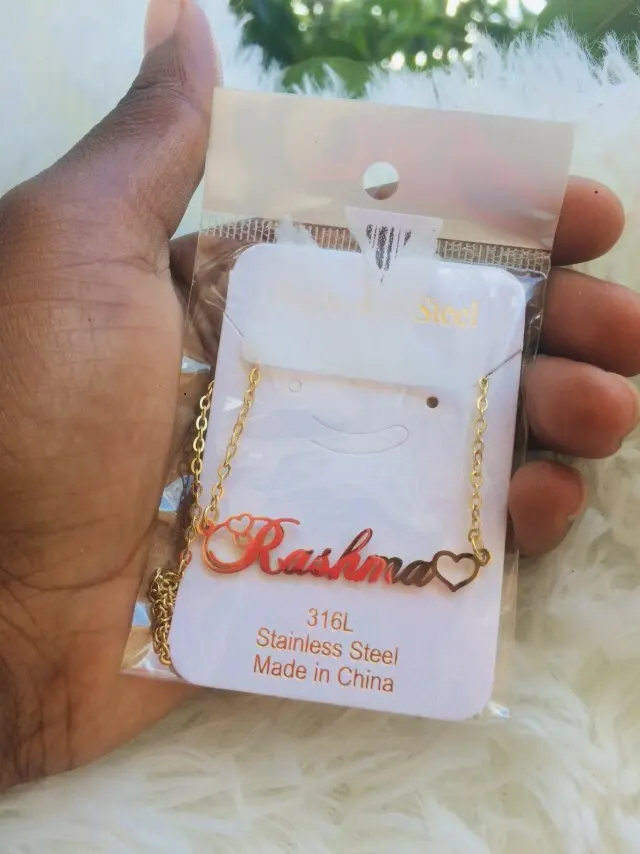 Steel
Rashma
316L
Stainless Steel
Made in China